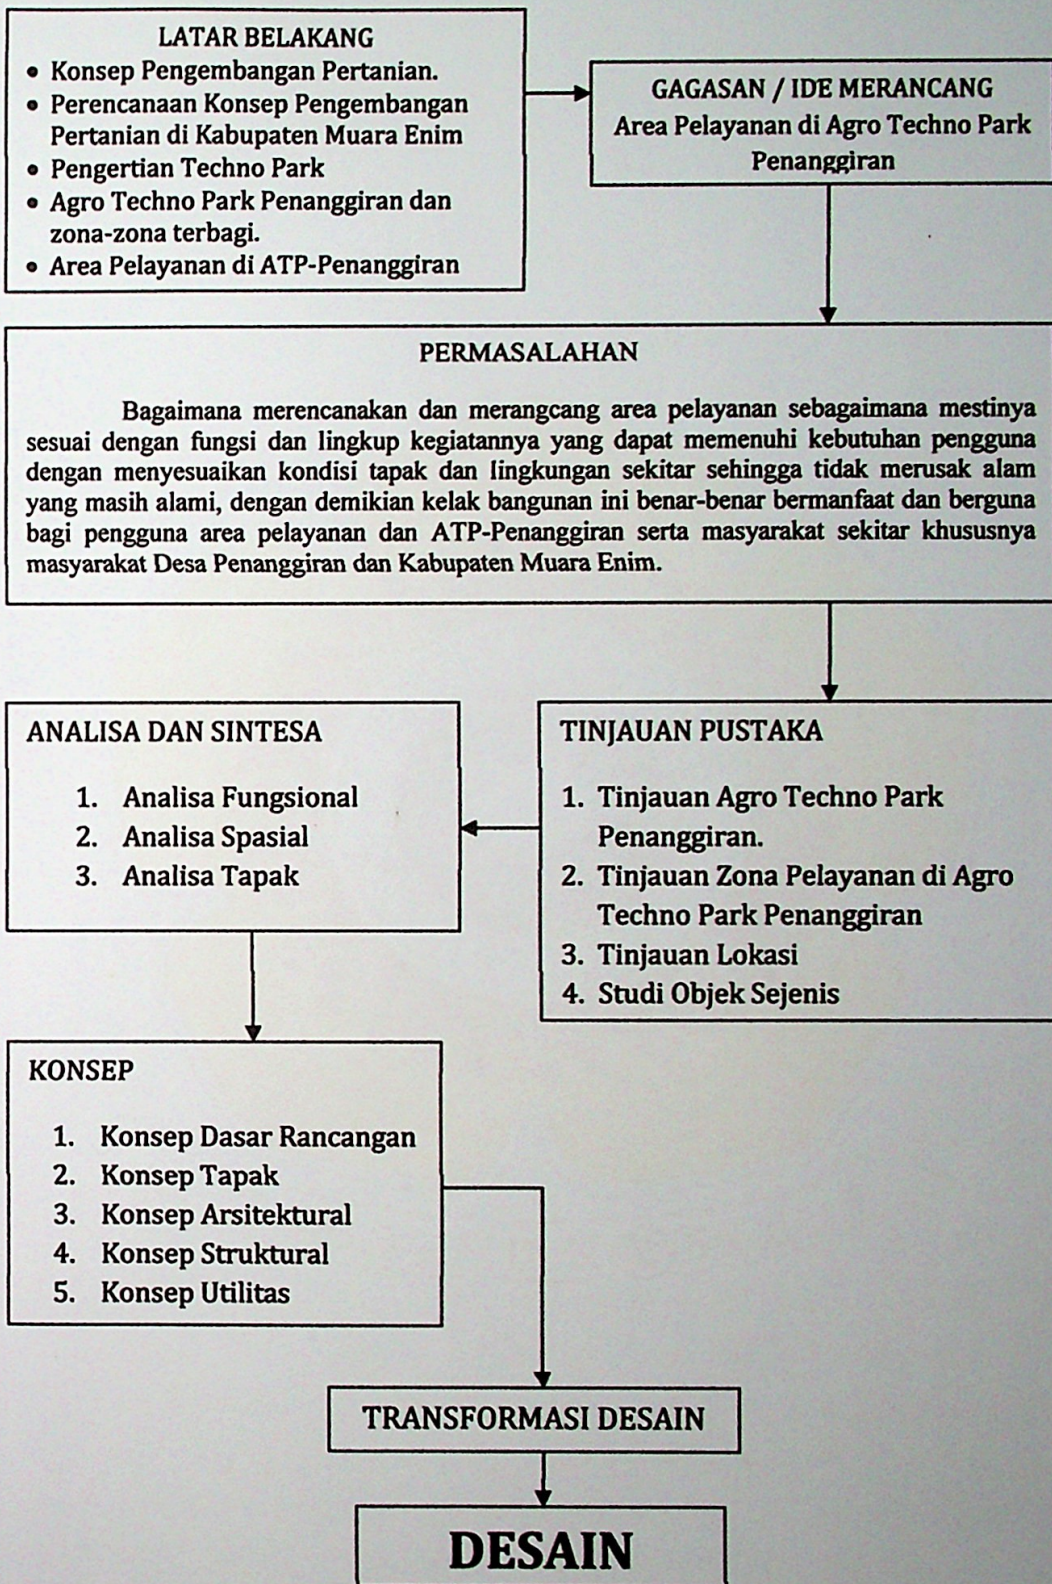 LATAR BELAKANG
• Konsep Pengembangan Pertanian.
• Perencanaan Konsep Pengembangan
Pertanian di Kabupaten Muara Enim
• Pengertian Techno Park
• Agro Techno Park Penanggiran dan
zona-zona terbagi.
• Area Pelayanan di ATP-Penanggiran
GAGASAN / IDE MERANCANG
Area Pelayanan di Agro Techno Park
Penanggiran
PERMASALAHAN
Bagaimana merencanakan dan merangcang area pelayanan sebagaimana mestinya
sesuai dengan fungsi dan lingkup kegiatannya yang dapat memenuhi kebutuhan pengguna
dengan menyesuaikan kondisi tapak dan lingkungan sekitar sehingga tidak merusak alam
yang masih alami, dengan demikian kelak bangunan ini benar-benar bermanfaat dan berguna
bagi pengguna area pelayanan dan ATP-Penanggiran serta masyarakat sekitar khususnya
masyarakat Desa Penanggiran dan Kabupaten Muara Enim.
TINJAUAN PUSTAKA
1. Tinjauan Agro Techno Park
Penanggiran.
2. Tinjauan Zona Pelayanan di Agro
Techno Park Penanggiran
3. Tinjauan Lokasi
4. Studi Objek Sejenis
ANALISA DAN SINTESA
1. Analisa Fungsional
2. Analisa Spasial
3. Analisa Tapak
KONSEP
1. Konsep Dasar Rancangan
2. Konsep Tapak
3. Konsep Arsitektural
4. Konsep Struktural
5. Konsep Utilitas
TRANSFORMASI DESAIN
DESAIN